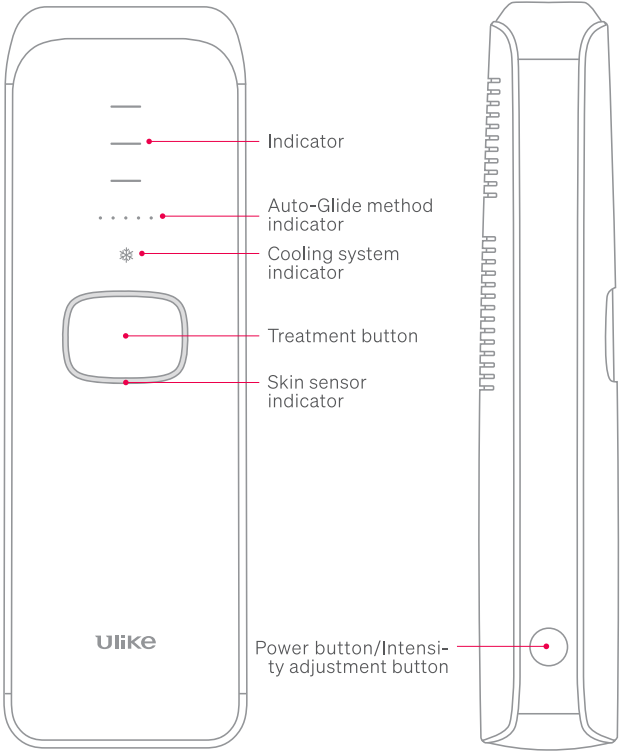 Indicator
Auto-Glide method
indicator
Cooling system
indicator
Treatment button
Skin sensor
indicator
Ulike
Power button/Intensi-
ty adjustment button